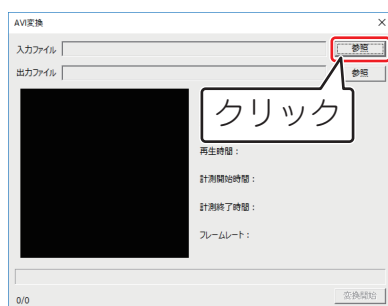 AVI変換
入力ファイル 参照
出力ファイル 参照
クリック
再生時間：
計測開始時間：
計測終了時間：
フレームレート：
0/0 変換開始